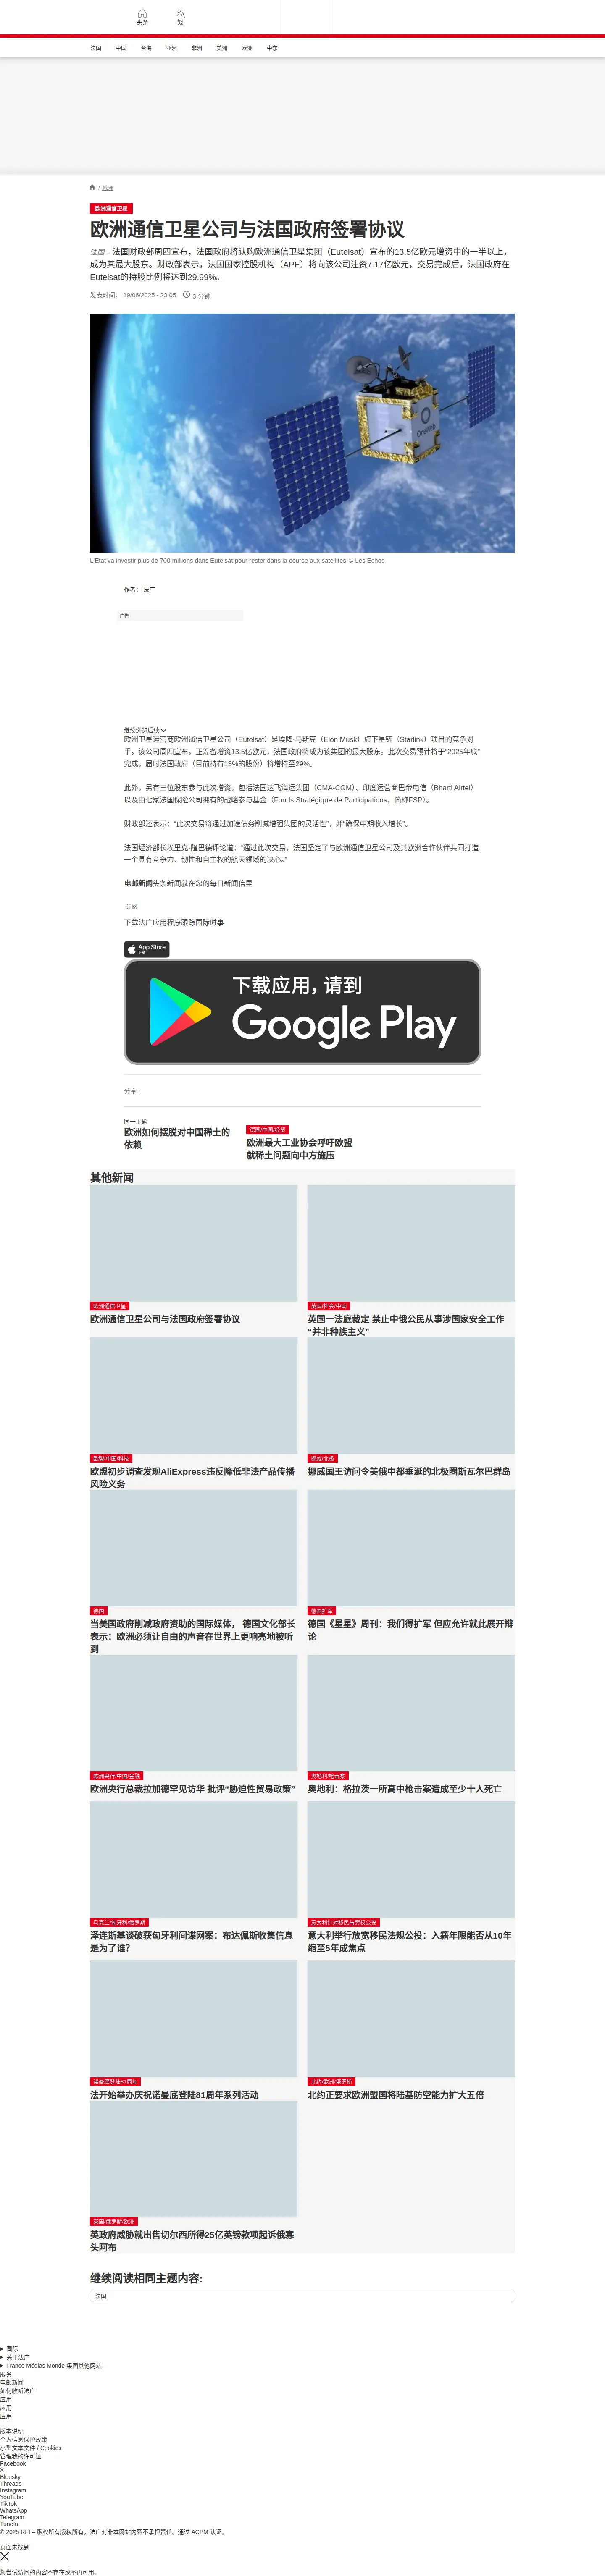 头条
繁
法国 中国 台海 亚洲 非洲 美洲 欧洲 中东
/ 欧洲
欧洲通信卫星
欧洲通信卫星公司与法国政府签署协议
法国 – 法国财政部周四宣布，法国政府将认购欧洲通信卫星集团（Eutelsat）宣布的13.5亿欧元增资中的一半以上，
成为其最大股东。财政部表示，法国国家控股机构（APE）将向该公司注资7.17亿欧元，交易完成后，法国政府在
Eutelsat的持股比例将达到29.99%。
发表时间： 19/06/2025 - 23:05 3 分钟
OneWeb
L'Etat va investir plus de 700 millions dans Eutelsat pour rester dans la course aux satellites © Les Echos
作者： 法广
广告
继续浏览后续
欧洲卫星运营商欧洲通信卫星公司（Eutelsat）是埃隆·马斯克（Elon Musk）旗下星链（Starlink）项目的竞争对
手。该公司周四宣布，正筹备增资13.5亿欧元，法国政府将成为该集团的最大股东。此次交易预计将于“2025年底”
完成，届时法国政府（目前持有13%的股份）将增持至29%。
此外，另有三位股东参与此次增资，包括法国达飞海运集团（CMA-CGM）、印度运营商巴帝电信（Bharti Airtel）
以及由七家法国保险公司拥有的战略参与基金（Fonds Stratégique de Participations，简称FSP）。
财政部还表示：“此次交易将通过加速债务削减增强集团的灵活性”，并“确保中期收入增长”。
法国经济部长埃里克·隆巴德评论道：“通过此次交易，法国坚定了与欧洲通信卫星公司及其欧洲合作伙伴共同打造
一个具有竞争力、韧性和自主权的航天领域的决心。”
电邮新闻头条新闻就在您的每日新闻信里
订阅
下载法广应用程序跟踪国际时事
App Store
下载
下载应用，请到
Google Play
分享 :
同一主题
欧洲如何摆脱对中国稀土的
依赖
德国/中国/经贸
欧洲最大工业协会呼吁欧盟
就稀土问题向中方施压
其他新闻
欧洲通信卫星
欧洲通信卫星公司与法国政府签署协议
英国/社会/中国
英国一法庭裁定 禁止中俄公民从事涉国家安全工作
“并非种族主义”
欧盟/中国/科技
欧盟初步调查发现AliExpress违反降低非法产品传播
风险义务
挪威/北极
挪威国王访问令美俄中都垂涎的北极圈斯瓦尔巴群岛
德国
当美国政府削减政府资助的国际媒体， 德国文化部长
表示：欧洲必须让自由的声音在世界上更响亮地被听
到
德国扩军
德国《星星》周刊：我们得扩军 但应允许就此展开辩
论
欧洲央行/中国/金融
欧洲央行总裁拉加德罕见访华 批评“胁迫性贸易政策”
奥地利/枪击案
奥地利：格拉茨一所高中枪击案造成至少十人死亡
乌克兰/匈牙利/俄罗斯
泽连斯基谈破获匈牙利间谍网案：布达佩斯收集信息
是为了谁？
意大利针对移民与劳权公投
意大利举行放宽移民法规公投：入籍年限能否从10年
缩至5年成焦点
诺曼底登陆81周年
法开始举办庆祝诺曼底登陆81周年系列活动
北约/欧洲/俄罗斯
北约正要求欧洲盟国将陆基防空能力扩大五倍
英国/俄罗斯/欧洲
英政府威胁就出售切尔西所得25亿英镑款项起诉俄寡
头阿布
继续阅读相同主题内容:
法国
国际
关于法广
France Médias Monde 集团其他网站
服务
电邮新闻
如何收听法广
应用
应用
应用
版本说明
个人信息保护政策
小型文本文件 / Cookies
管理我的许可证
Facebook
X
Bluesky
Threads
Instagram
YouTube
TikTok
WhatsApp
Telegram
TuneIn
© 2025 RFI – 版权所有版权所有。法广对非本网站内容不承担责任。通过 ACPM 认证。
页面未找到
您尝试访问的内容不存在或不再可用。